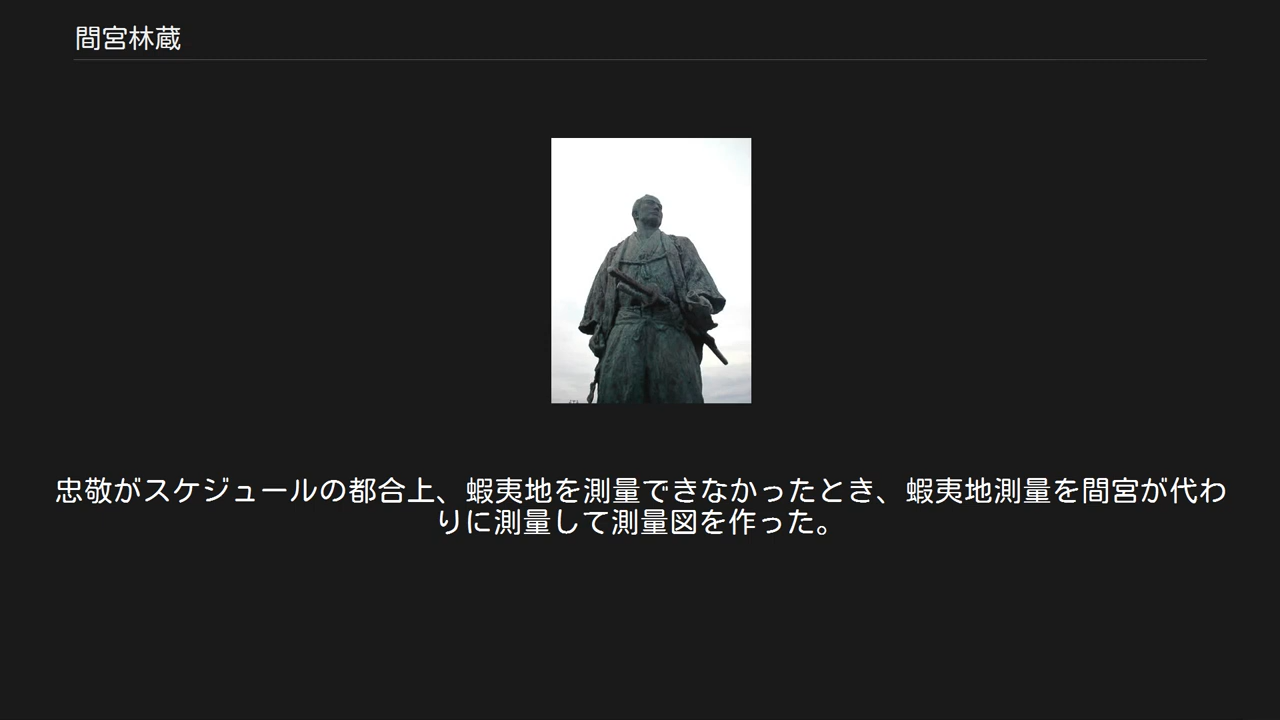 間宮林蔵
忠敬がスケジュールの都合上、蝦夷地を測量できなかったとき、蝦夷地測量を間宮が代わ
りに測量して測量図を作った。